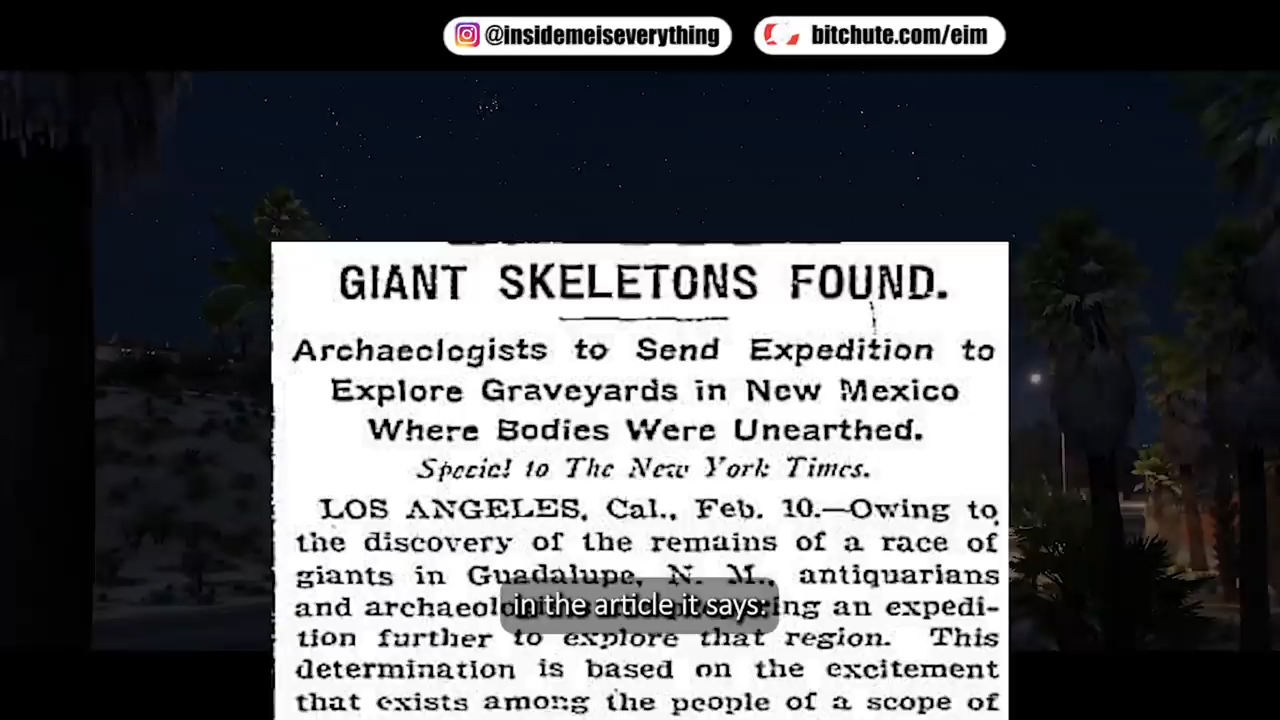 @insidemeiseverything
bitchute.com/eim
GIANT SKELETONS FOUND.
Archaeologists to Send Expedition to
Explore Graveyards in New Mexico
Where Bodies Were Unearthed.
Special to The New York Times.
LOS ANGELES, Cal., Feb. 10.—Owing to
the discovery of the remains of a race of
giants in Guadalupe, N. M., antiquarians
and archaeol ing an expedi-
in the article it says:
tion further to explore that region. This
determination is based on the excitement
that exists among the people of a scope of